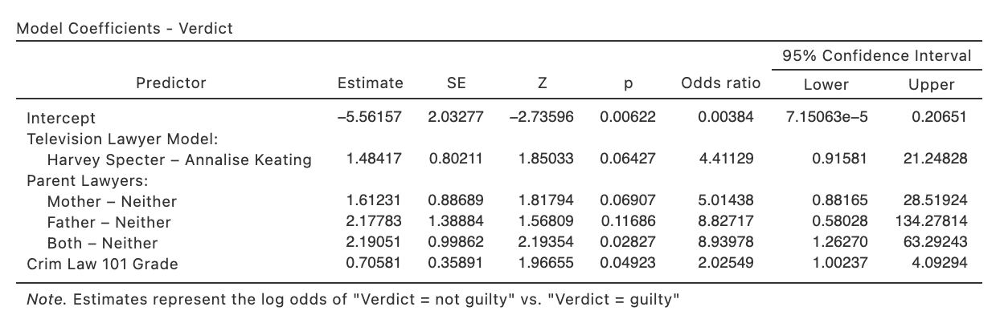 Model Coefficients - Verdict
95% Confidence Interval
Predictor Estimate SE Z p Odds ratio Lower Upper
Intercept −5.56157 2.03277 −2.73596 0.00622 0.00384 7.15063e−5 0.20651
Television Lawyer Model:
Harvey Specter – Annalise Keating 1.48417 0.80211 1.85033 0.06427 4.41129 0.91581 21.24828
Parent Lawyers:
Mother – Neither 1.61231 0.88689 1.81794 0.06907 5.01438 0.88165 28.51924
Father – Neither 2.17783 1.38884 1.56809 0.11686 8.82717 0.58028 134.27814
Both – Neither 2.19051 0.99862 2.19354 0.02827 8.93978 1.26270 63.29243
Crim Law 101 Grade 0.70581 0.35891 1.96655 0.04923 2.02549 1.00237 4.09294
Note. Estimates represent the log odds of "Verdict = not guilty" vs. "Verdict = guilty"